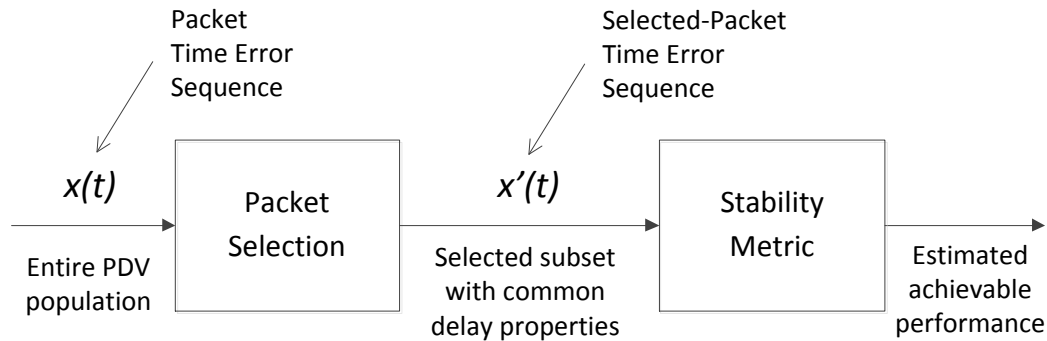 Packet
Time Error
Sequence
Selected-Packet
Time Error
Sequence
x(t)
Packet
Selection
x’(t)
Stability
Metric
Entire PDV
population
Selected subset
with common
delay properties
Estimated
achievable
performance